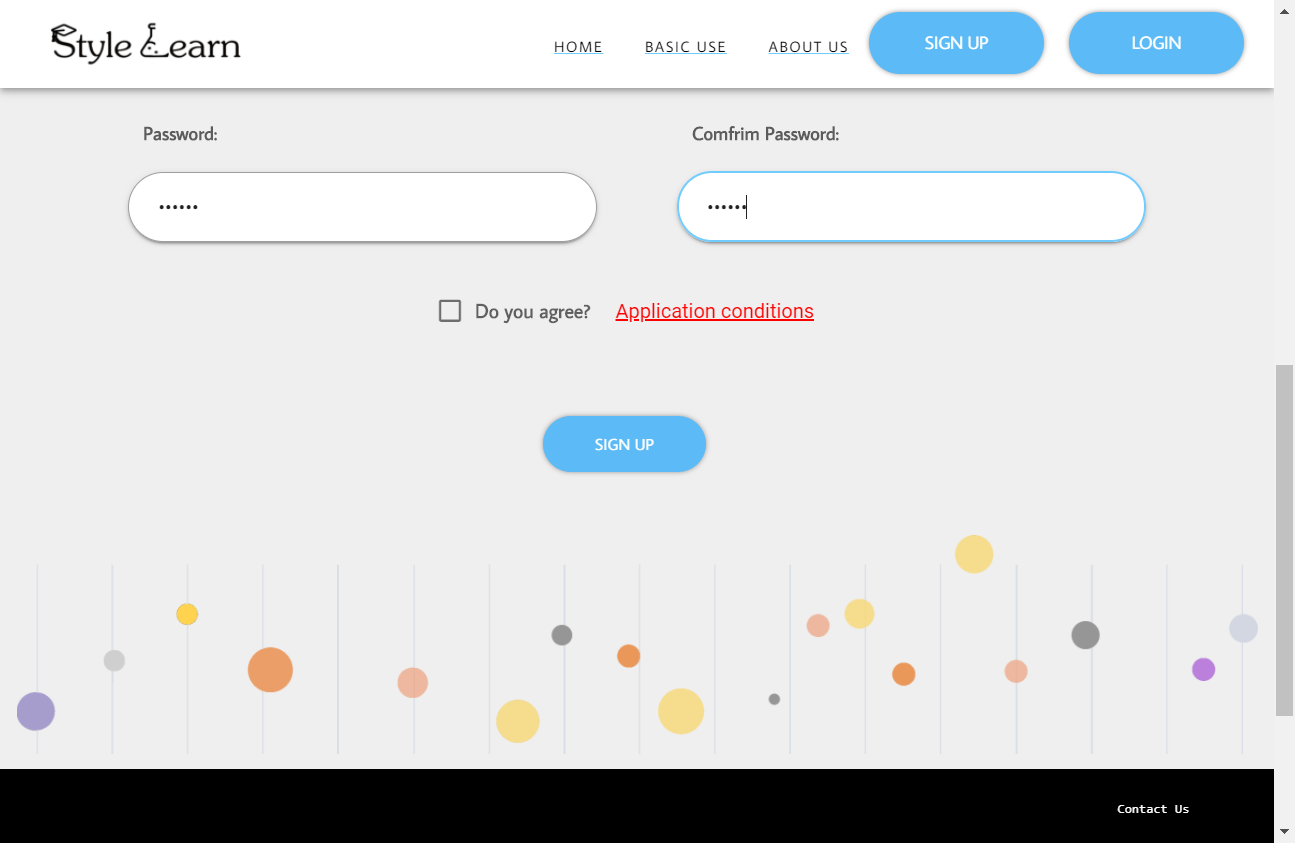 Style Learn
HOME BASIC USE ABOUT US SIGN UP LOGIN
Password: Comfrim Password:
•••••• ••••••
Do you agree? Application conditions
SIGN UP
Contact Us